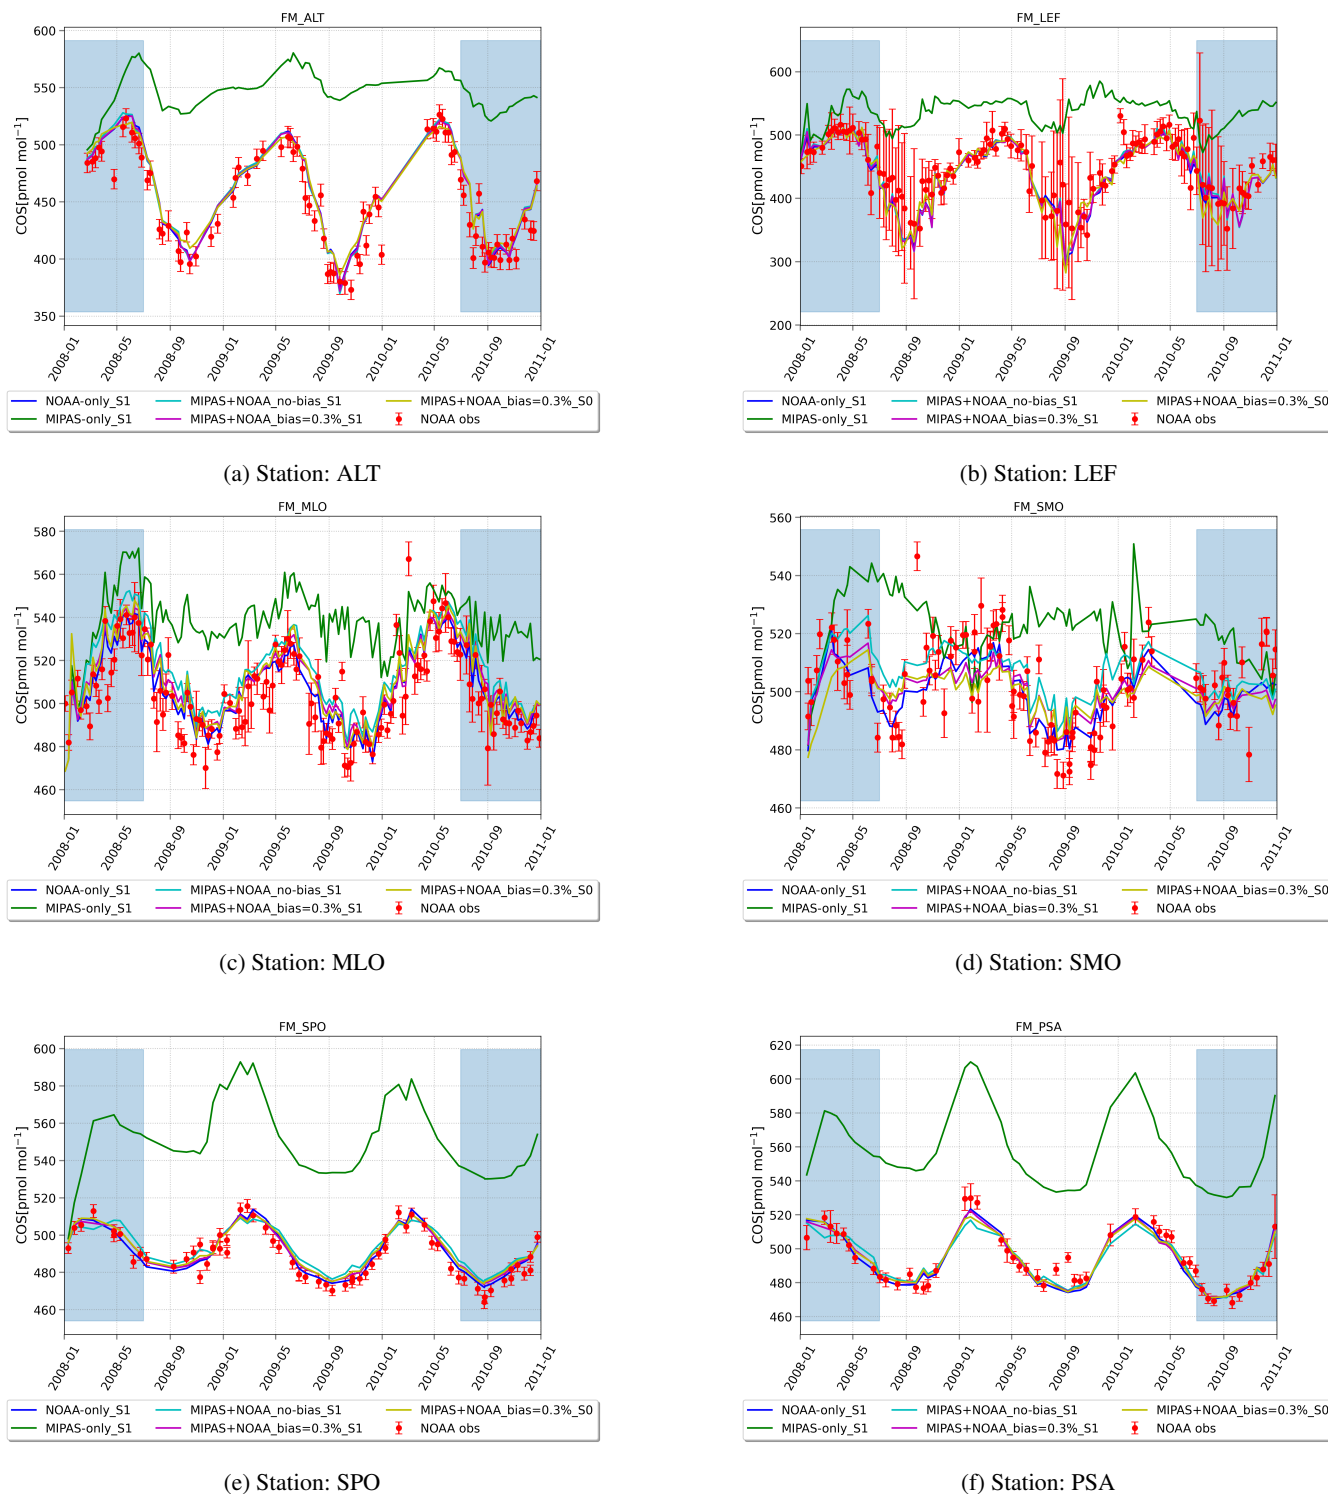 FM_ALT
COS[pmol mol⁻¹]
600
550
500
450
400
350
2008-01
2008-05
2008-09
2009-01
2009-05
2009-09
2010-01
2010-05
2010-09
2011-01
NOAA-only_S1
MIPAS+NOAA_no-bias_S1
MIPAS+NOAA_bias=0.3%_S0
MIPAS-only_S1
MIPAS+NOAA_bias=0.3%_S1
NOAA obs
(a) Station: ALT
FM_LEF
COS[pmol mol⁻¹]
600
500
400
300
200
2008-01
2008-05
2008-09
2009-01
2009-05
2009-09
2010-01
2010-05
2010-09
2011-01
NOAA-only_S1
MIPAS+NOAA_no-bias_S1
MIPAS+NOAA_bias=0.3%_S0
MIPAS-only_S1
MIPAS+NOAA_bias=0.3%_S1
NOAA obs
(b) Station: LEF
FM_MLO
COS[pmol mol⁻¹]
580
560
540
520
500
480
460
2008-01
2008-05
2008-09
2009-01
2009-05
2009-09
2010-01
2010-05
2010-09
2011-01
NOAA-only_S1
MIPAS+NOAA_no-bias_S1
MIPAS+NOAA_bias=0.3%_S0
MIPAS-only_S1
MIPAS+NOAA_bias=0.3%_S1
NOAA obs
(c) Station: MLO
FM_SMO
COS[pmol mol⁻¹]
560
540
520
500
480
460
2008-01
2008-05
2008-09
2009-01
2009-05
2009-09
2010-01
2010-05
2010-09
2011-01
NOAA-only_S1
MIPAS+NOAA_no-bias_S1
MIPAS+NOAA_bias=0.3%_S0
MIPAS-only_S1
MIPAS+NOAA_bias=0.3%_S1
NOAA obs
(d) Station: SMO
FM_SPO
COS[pmol mol⁻¹]
600
580
560
540
520
500
480
460
2008-01
2008-05
2008-09
2009-01
2009-05
2009-09
2010-01
2010-05
2010-09
2011-01
NOAA-only_S1
MIPAS+NOAA_no-bias_S1
MIPAS+NOAA_bias=0.3%_S0
MIPAS-only_S1
MIPAS+NOAA_bias=0.3%_S1
NOAA obs
(e) Station: SPO
FM_PSA
COS[pmol mol⁻¹]
620
600
580
560
540
520
500
480
460
2008-01
2008-05
2008-09
2009-01
2009-05
2009-09
2010-01
2010-05
2010-09
2011-01
NOAA-only_S1
MIPAS+NOAA_no-bias_S1
MIPAS+NOAA_bias=0.3%_S0
MIPAS-only_S1
MIPAS+NOAA_bias=0.3%_S1
NOAA obs
(f) Station: PSA